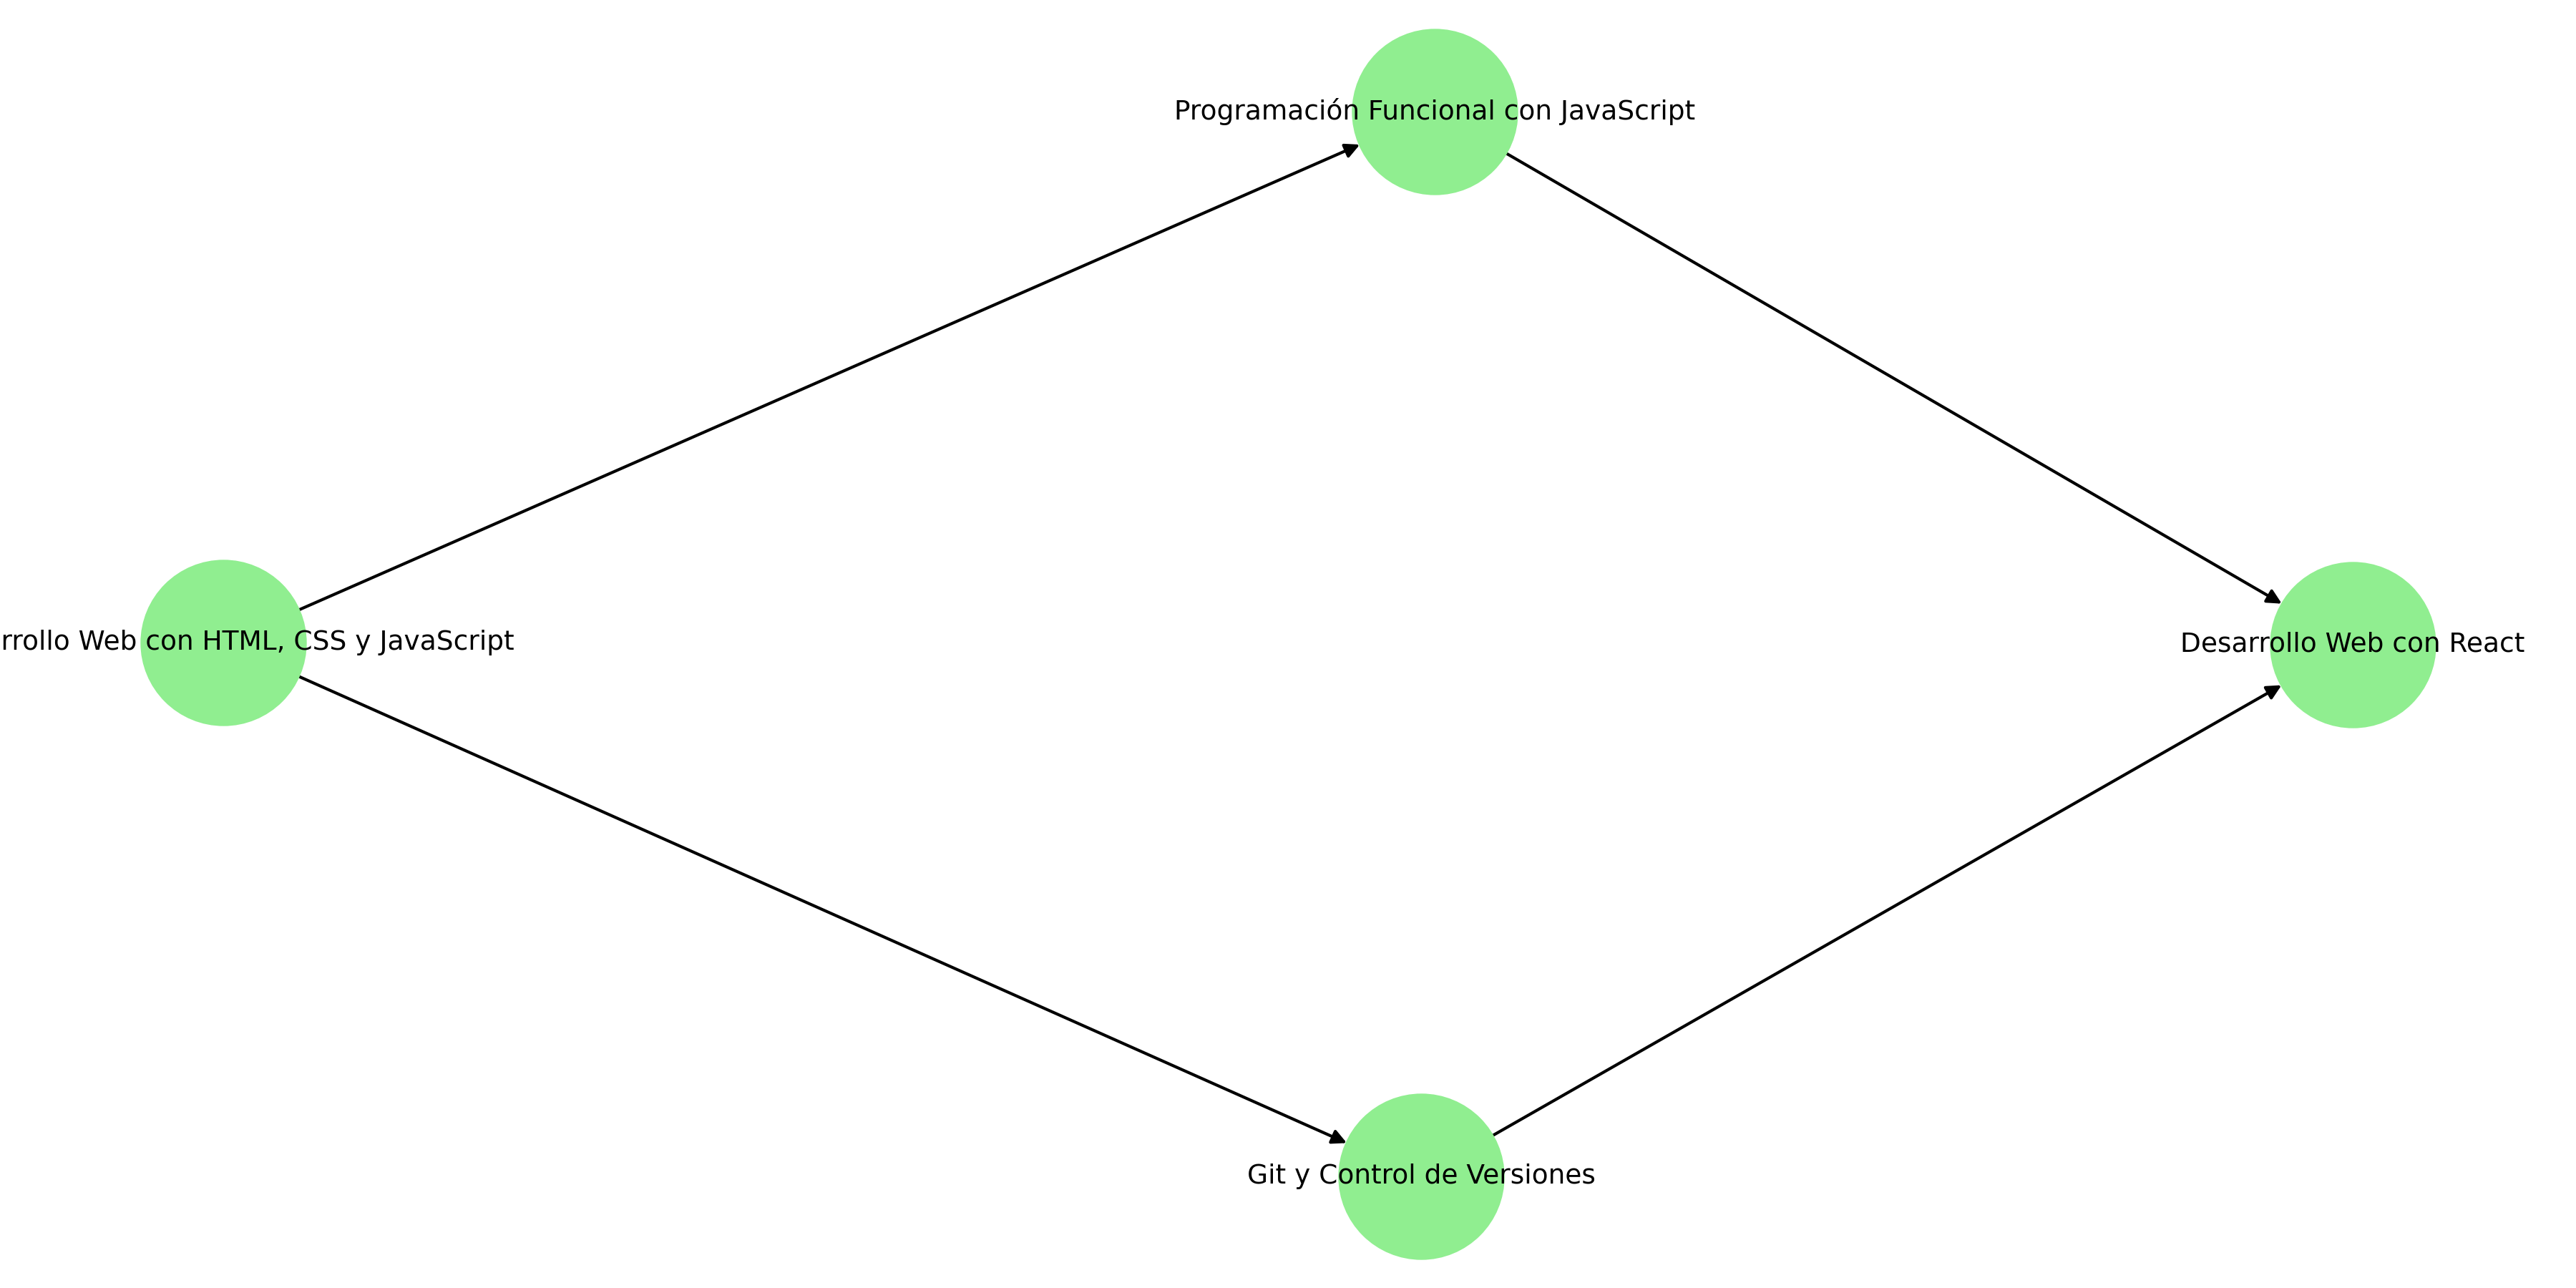 Programación Funcional con JavaScript
rrollo Web con HTML, CSS y JavaScript
Desarrollo Web con React
Git y Control de Versiones